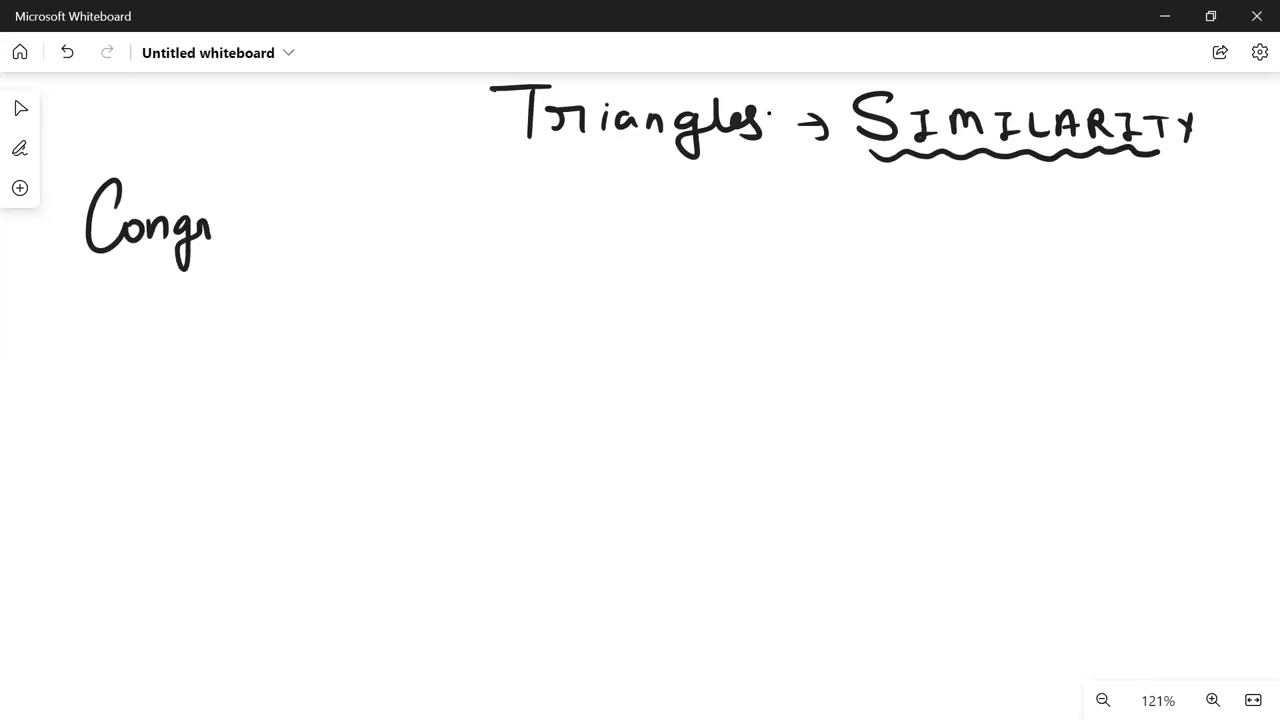 Microsoft Whiteboard
Untitled whiteboard
Triangles → SIMILARITY
Congr
121%